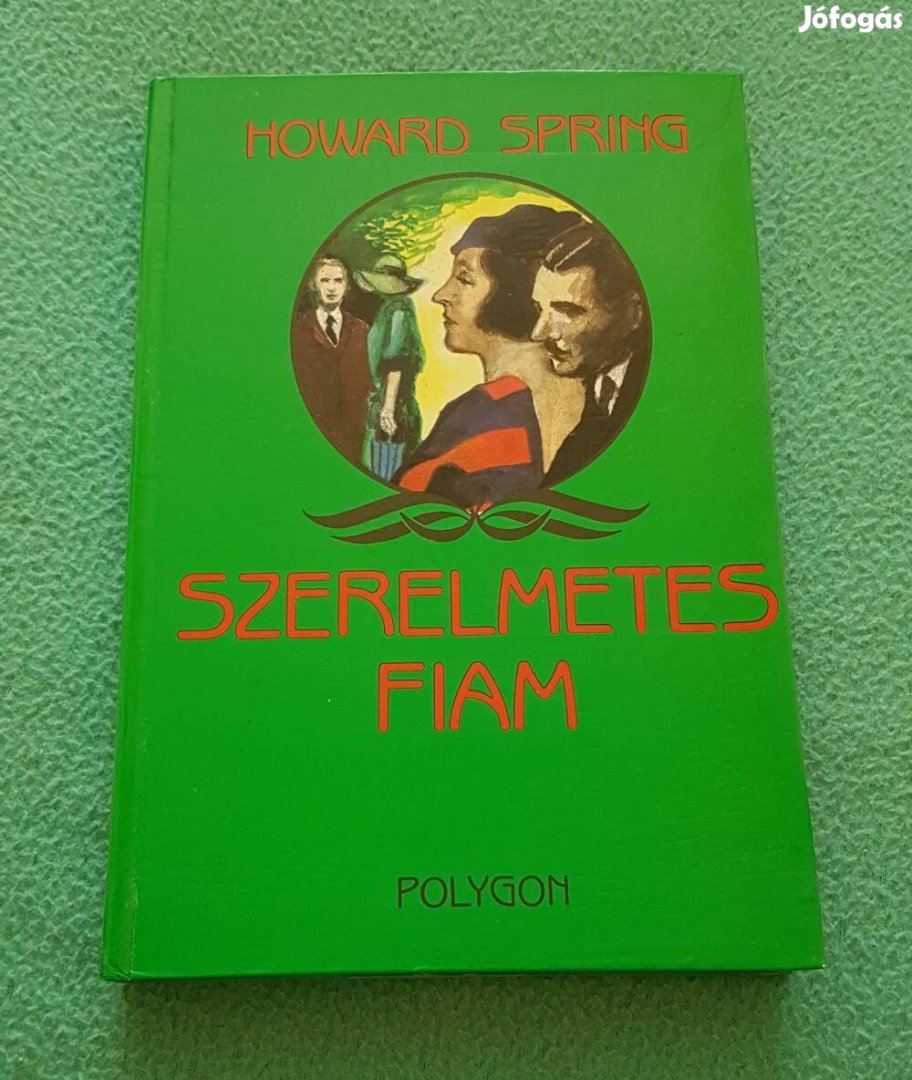 Jófogás
HOWARD SPRING
SZERELMETES
FIAM
POLYGON